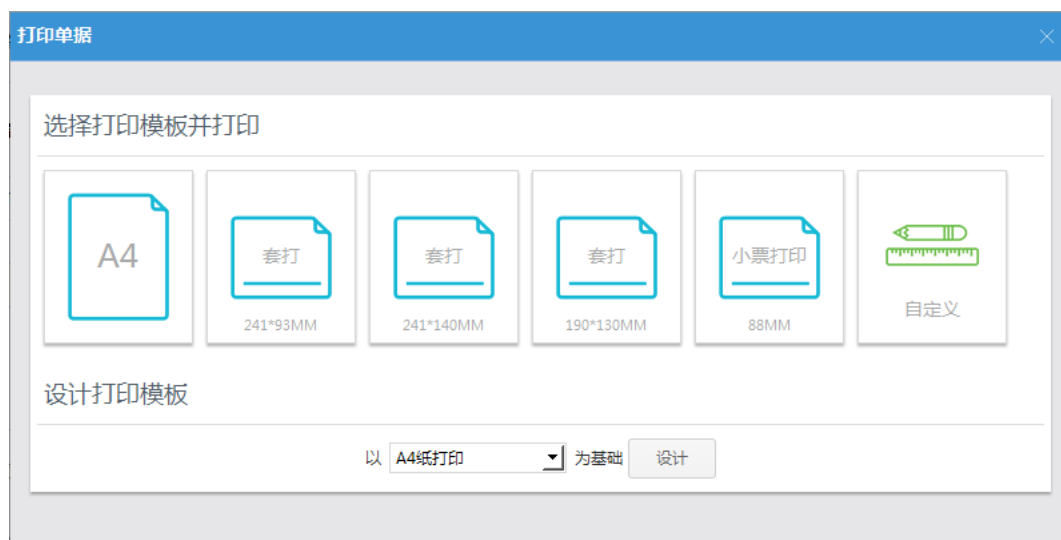 打印单据
选择打印模板并打印
A4
套打
241*93MM
套打
241*140MM
套打
190*130MM
小票打印
88MM
自定义
设计打印模板
以 A4纸打印 为基础 设计